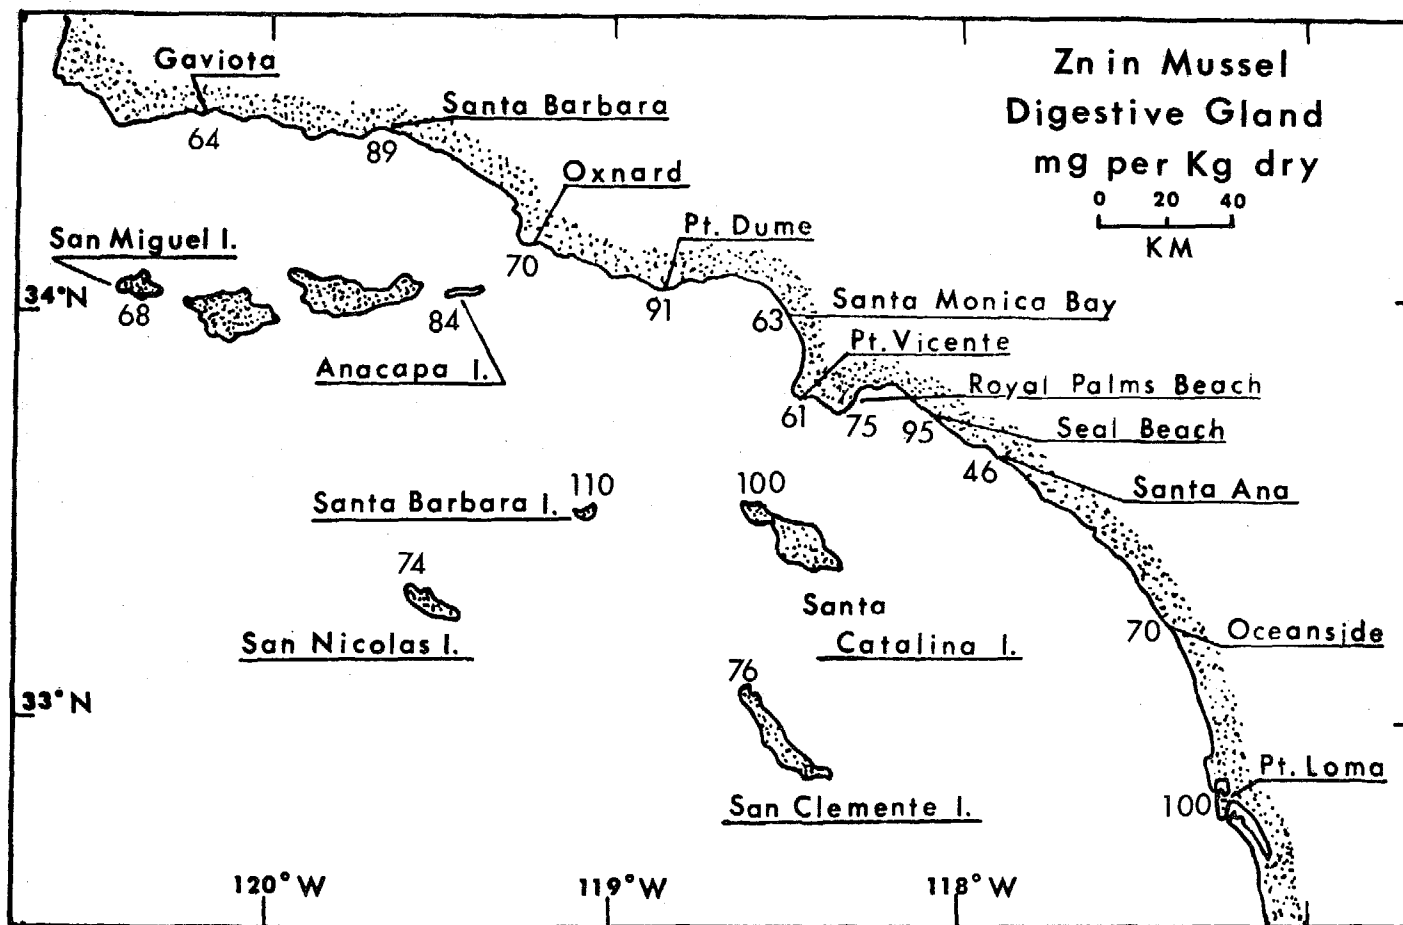 Zn in Mussel
Digestive Gland
mg per Kg dry
0 20 40
KM
Gaviota
64
Santa Barbara
89
Oxnard
70
Pt. Dume
91
San Miguel I.
68
34°N
84
Anacapa I.
63
Santa Monica Bay
Pt. Vicente
61
Royal Palms Beach
75
95
Seal Beach
46
Santa Ana
110
Santa Barbara I.
100
74
San Nicolas I.
Santa
Catalina I.
70
Oceanside
76
33°N
San Clemente I.
Pt. Loma
100
120°W
119°W
118°W